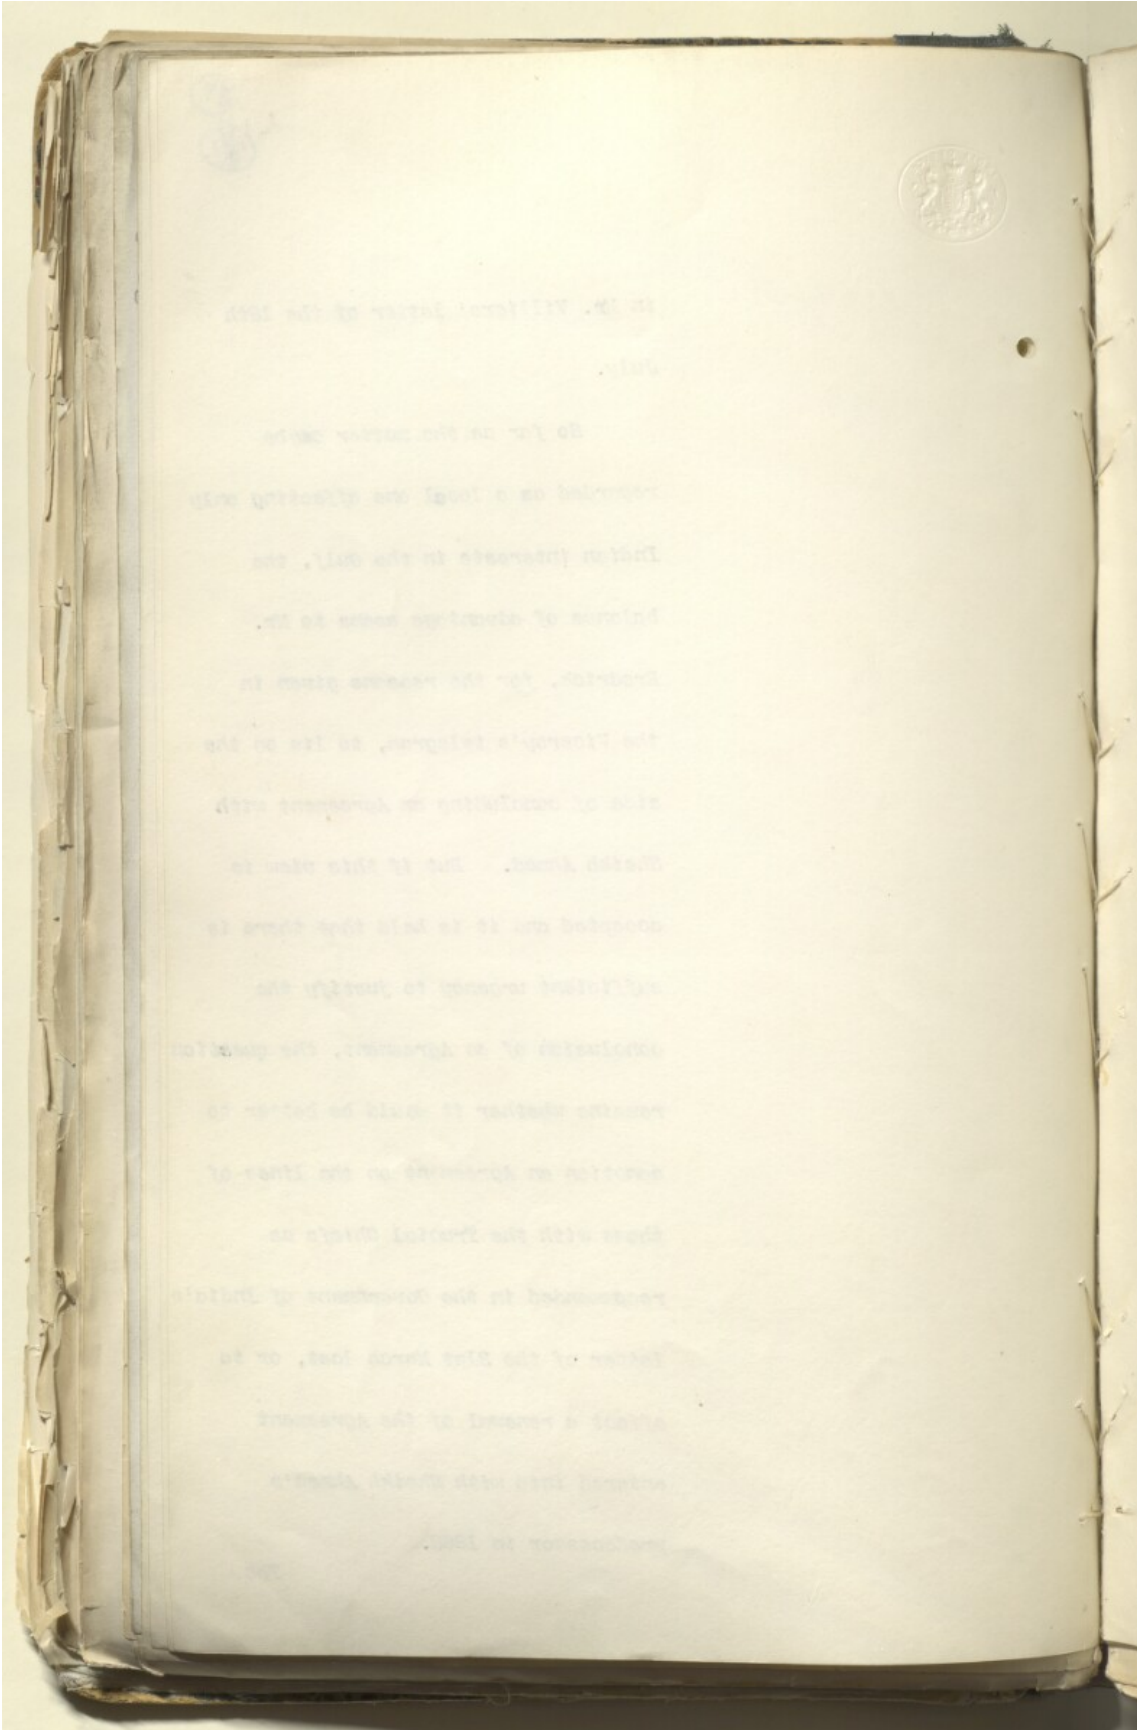 in Mr. Villiers' letter of the
July.
So far as the matter can be
regarded as a local one affecting only
Indian interests in the Gulf, the
balance of advantage seems to Mr.
Brodrick, for the reasons given in
the Viceroy's telegram, to lie on the
side of concluding an Agreement with
Sheikh Ahmed. But if this view is
accepted and it is held that there is
sufficient urgency to justify the
conclusion of an Agreement, the question
remains whether it would be better to
sanction an Agreement on the lines of
those with the Trucial Chiefs as
recommended in the Government of India's
letter of the March last, or to
effect a renewal of the Agreement
entered into with Sheikh Ahmed's
predecessor in